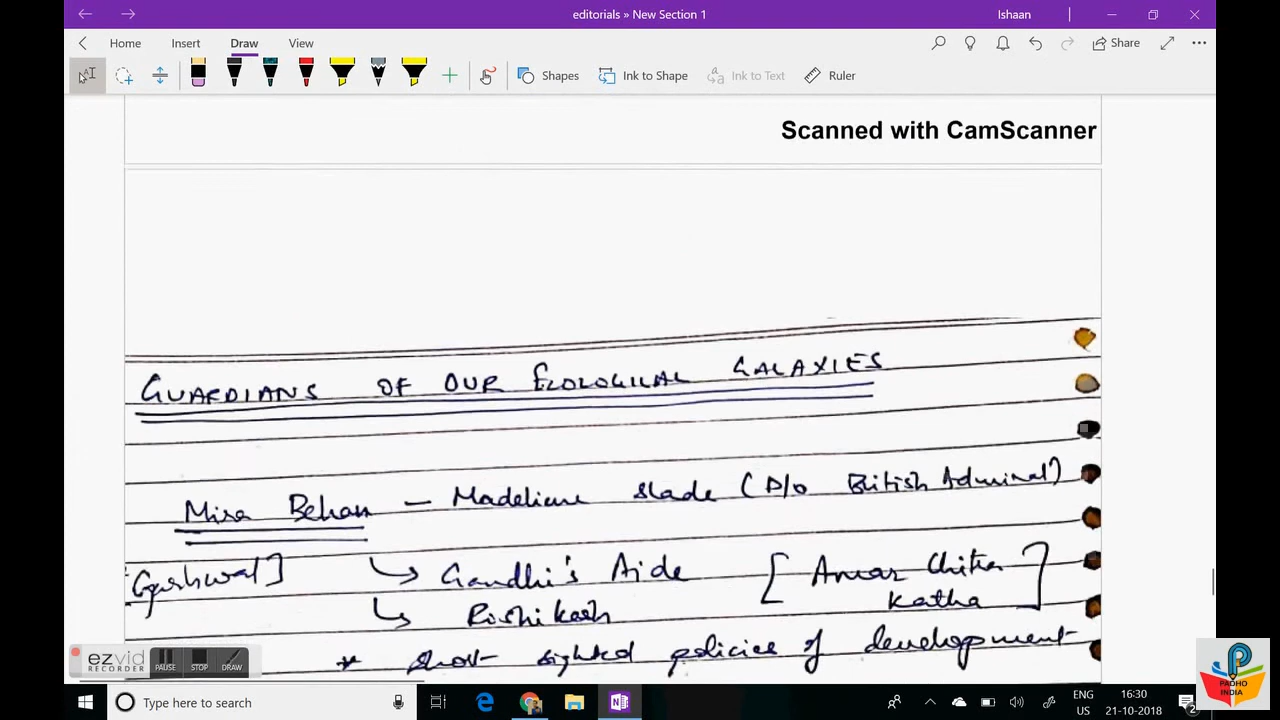 editorials » New Section 1
Ishaan
Home Insert Draw View
Share
Shapes
Ink to Shape
Ink to Text
Ruler
Scanned with CamScanner
GUARDIANS OF OUR ECOLOGICAL GALAXIES
Mira Behan — Madeliene Slade (D/o British Admiral)
[Garhwal]
↳ Gandhi's Aide [Amar Chitra
↳ Rishikesh Katha]
* short sighted policies of development
ezvid
RECORDER
PAUSE
STOP
DRAW
Type here to search
ENG
US
16:30
21-10-2018
2
PADHO
INDIA